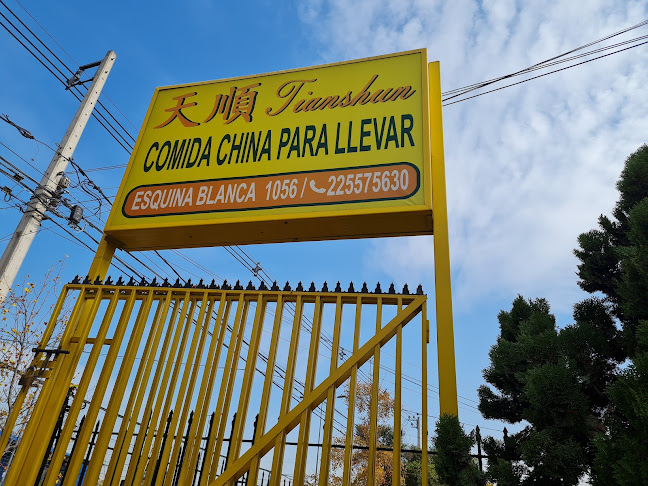 天順 Tianshun
COMIDA CHINA PARA LLEVAR
ESQUINA BLANCA 1056 / 225575630